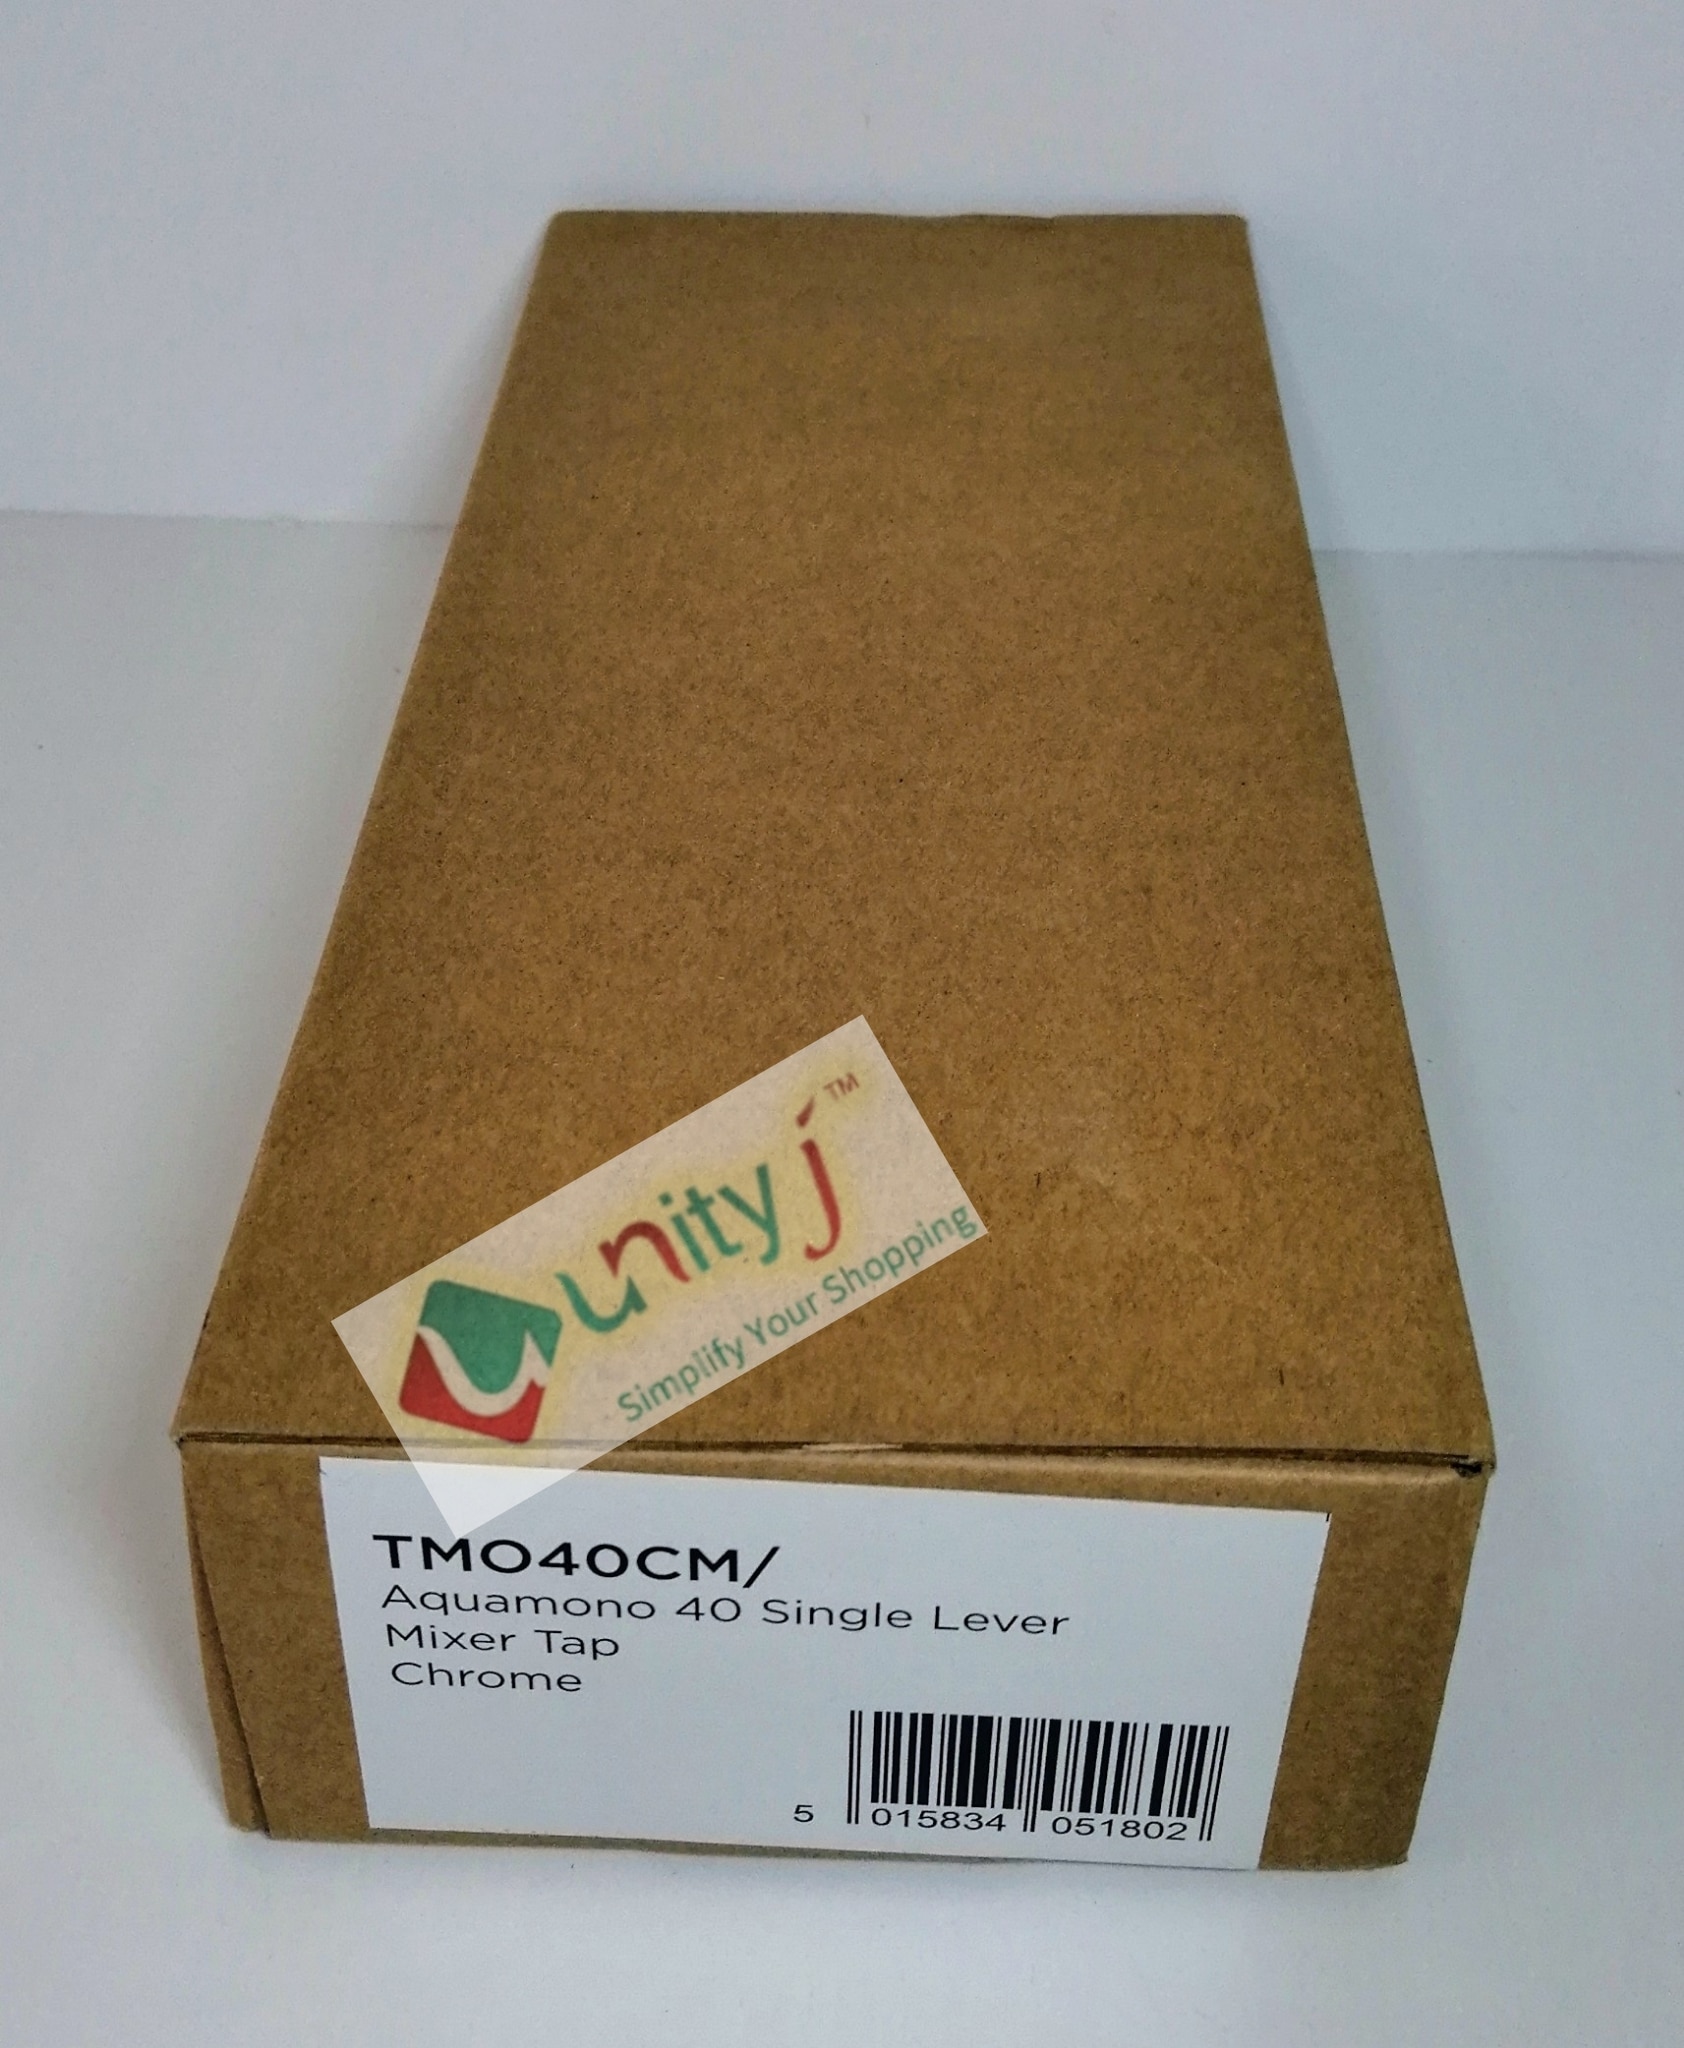 unity j™
Simplify Your Shopping
TMO40CM/
Aquamono 40 Single Lever
Mixer Tap
Chrome
5 015834 051802